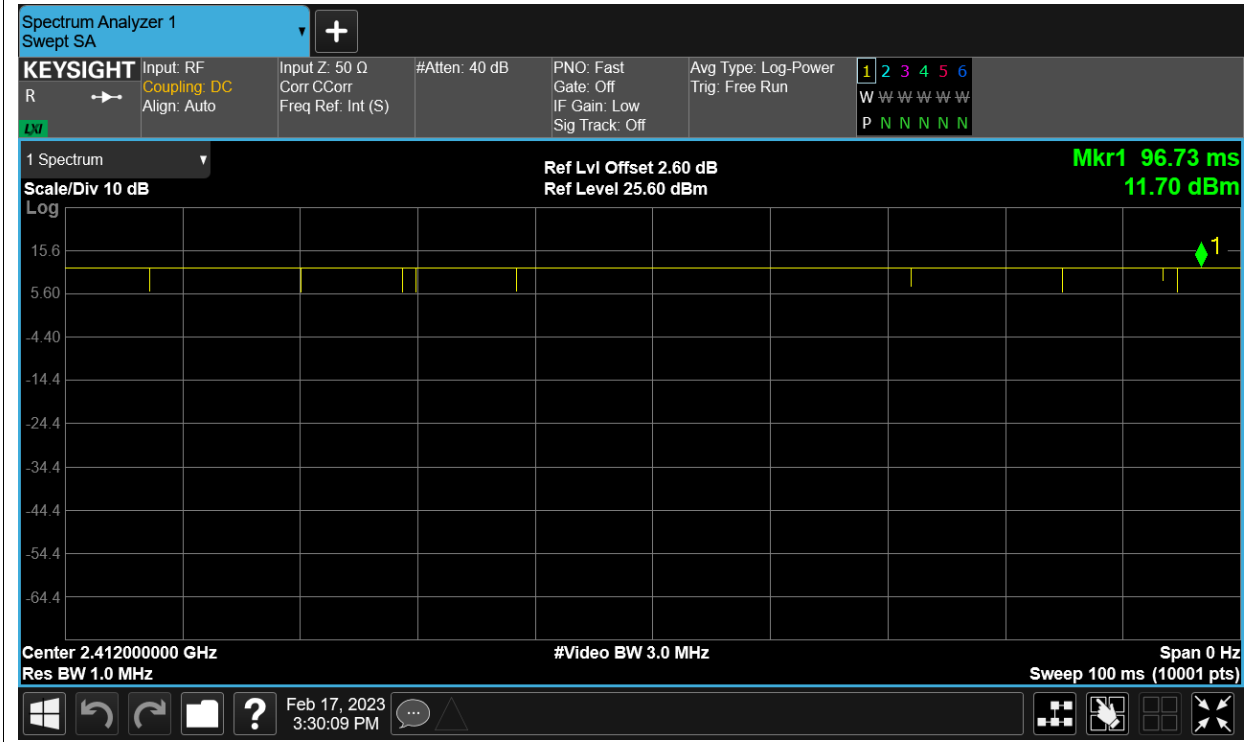 Spectrum Analyzer 1
Swept SA
KEYSIGHT
R
LXI
Input: RF
Coupling: DC
Align: Auto
Input Z: 50 Ω
Corr CCorr
Freq Ref: Int (S)
#Atten: 40 dB
PNO: Fast
Gate: Off
IF Gain: Low
Sig Track: Off
Avg Type: Log-Power
Trig: Free Run
1 2 3 4 5 6
W W W W W W
P N N N N N
1 Spectrum
Scale/Div 10 dB
Log
Ref Lvl Offset 2.60 dB
Ref Level 25.60 dBm
Mkr1 96.73 ms
11.70 dBm
1
15.6
5.60
-4.40
-14.4
-24.4
-34.4
-44.4
-54.4
-64.4
Center 2.412000000 GHz
#Video BW 3.0 MHz
Span 0 Hz
Res BW 1.0 MHz
Sweep 100 ms (10001 pts)
?
Feb 17, 2023
3:30:09 PM